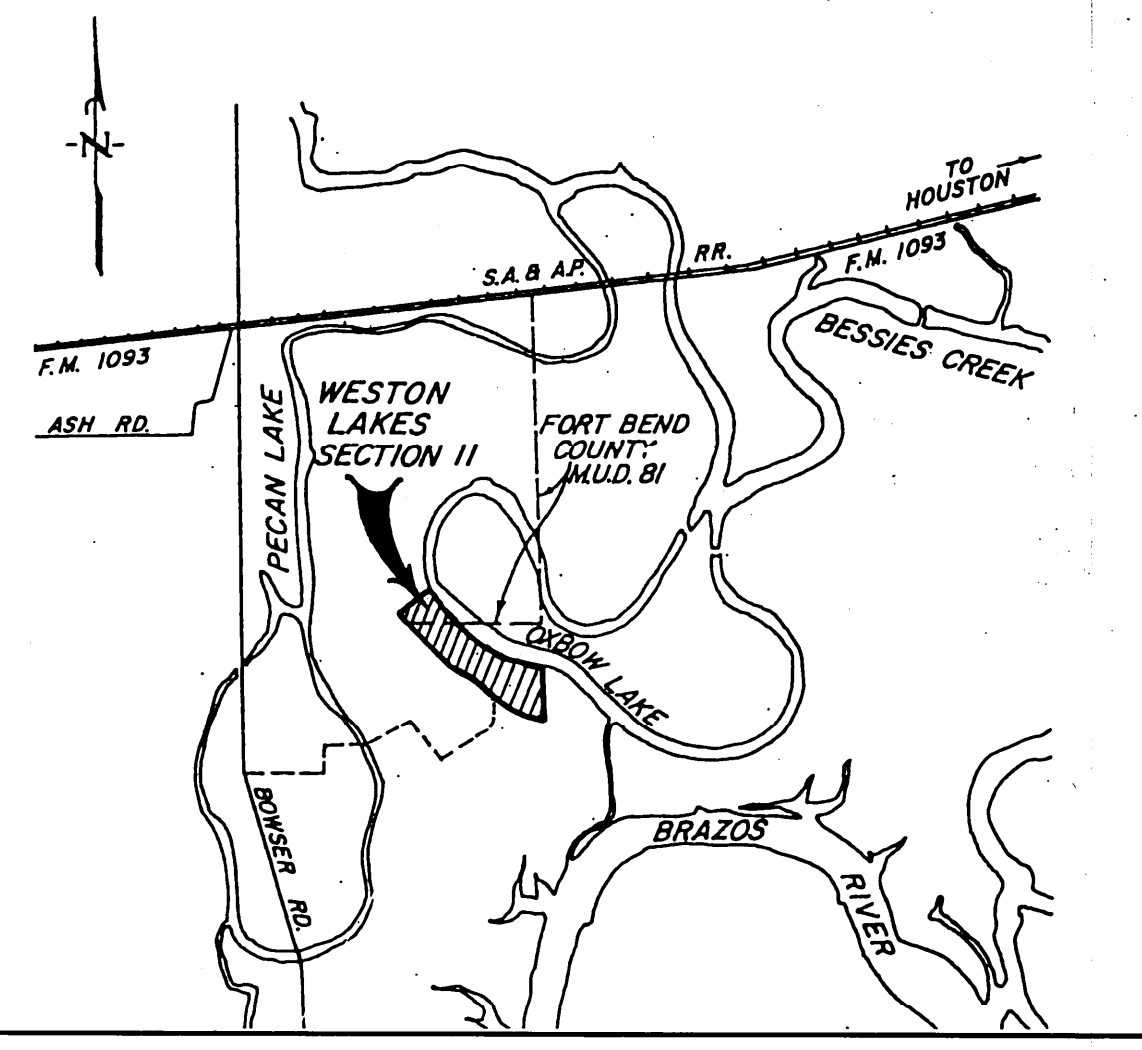 -N-
TO
HOUSTON
S.A. & A.P. RR.
F.M. 1093
F.M. 1093
BESSIES CREEK
ASH RD.
PECAN LAKE
WESTON
LAKES
SECTION 11
FORT BEND
COUNTY
M.U.D. 81
OXBOW LAKE
BOWSER RD.
BRAZOS
RIVER